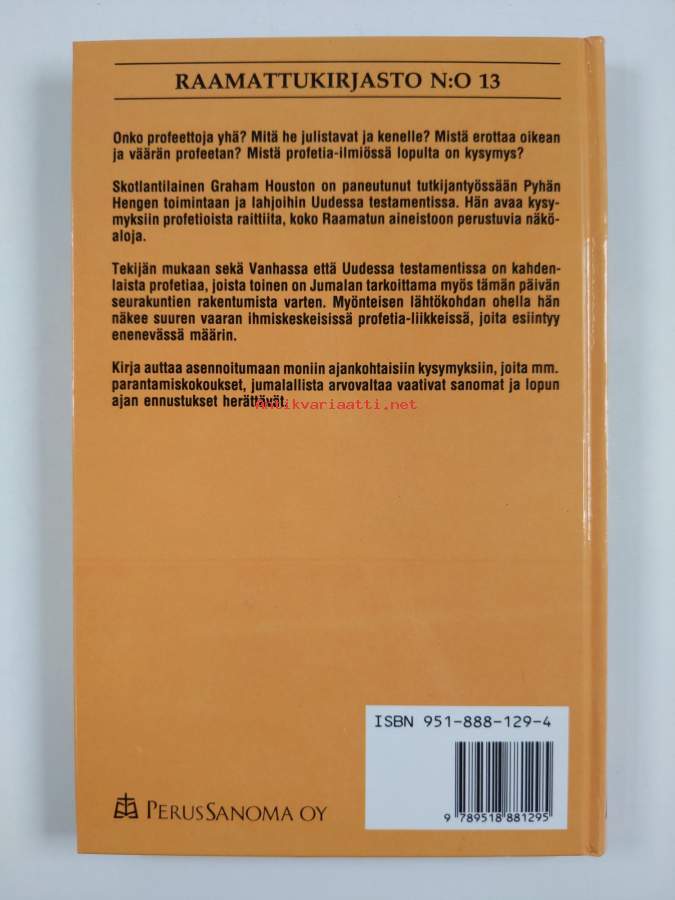 RAAMATTUKIRJASTO N:O 13
Onko profeettoja yhä? Mitä he julistavat ja kenelle? Mistä erottaa oikean
ja väärän profeetan? Mistä profetia-ilmiössä lopulta on kysymys?
Skotlantilainen Graham Houston on paneutunut tutkijantyössään Pyhän
Hengen toimintaan ja lahjoihin Uudessa testamentissa. Hän avaa kysy-
myksiin profetioista raittiita, koko Raamatun aineistoon perustuvia näkö-
aloja.
Tekijän mukaan sekä Vanhassa että Uudessa testamentissa on kahden-
laista profetiaa, joista toinen on Jumalan tarkoittama myös tämän päivän
seurakuntien rakentumista varten. Myönteisen lähtökohdan ohella hän
näkee suuren vaaran ihmiskeskeisissä profetia-liikkeissä, joita esiintyy
enenevässä määrin.
Kirja auttaa asennoitumaan moniin ajankohtaisiin kysymyksiin, joita mm.
parantamiskokoukset, jumalallista arvovaltaa vaativat sanomat ja lopun
ajan ennustukset herättävät.
Antikvariaatti.net
ISBN 951-888-129-4
9 789518 881295
PERUSSANOMA OY